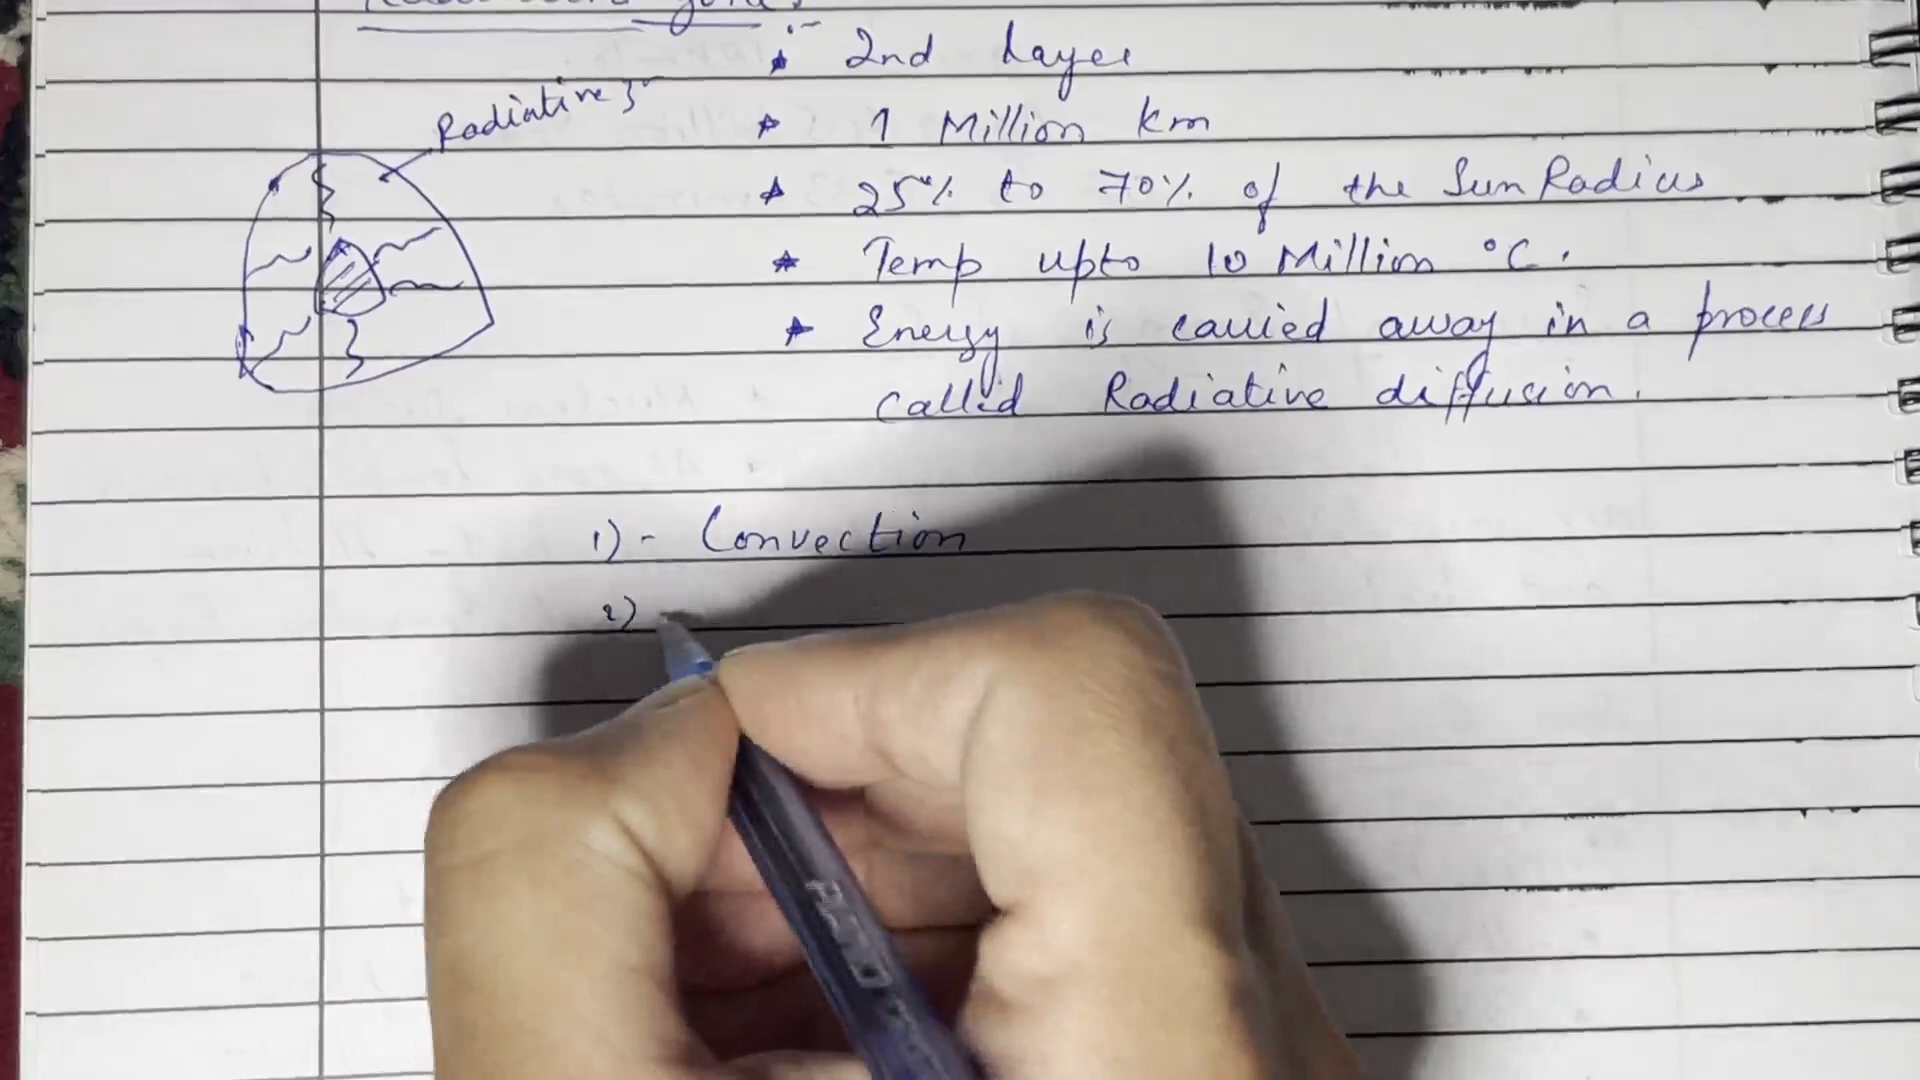 zone :-
Radiative z
★ 2nd Layer
★ 1 Million km
★ 25% to 70% of the Sun Radius
★ Temp upto 10 Million °C.
★ Energy is carried away in a process
called Radiative diffusion.
1) - Convection
2)